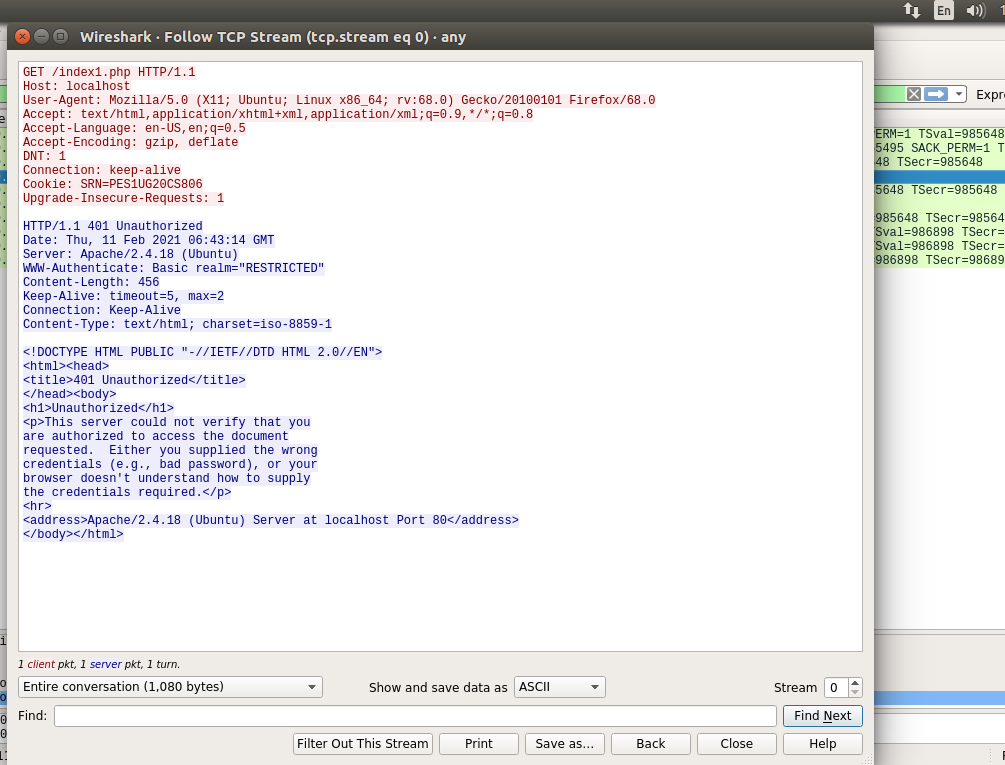 En
Wireshark · Follow TCP Stream (tcp.stream eq 0) · any
GET /index1.php HTTP/1.1
Host: localhost
User-Agent: Mozilla/5.0 (X11; Ubuntu; Linux x86_64; rv:68.0) Gecko/20100101 Firefox/68.0
Accept: text/html,application/xhtml+xml,application/xml;q=0.9,*/*;q=0.8
Accept-Language: en-US,en;q=0.5
Accept-Encoding: gzip, deflate
DNT: 1
Connection: keep-alive
Cookie: SRN=PES1UG20CS806
Upgrade-Insecure-Requests: 1
HTTP/1.1 401 Unauthorized
Date: Thu, 11 Feb 2021 06:43:14 GMT
Server: Apache/2.4.18 (Ubuntu)
WWW-Authenticate: Basic realm="RESTRICTED"
Content-Length: 456
Keep-Alive: timeout=5, max=2
Connection: Keep-Alive
Content-Type: text/html; charset=iso-8859-1
<!DOCTYPE HTML PUBLIC "-//IETF//DTD HTML 2.0//EN">
<html><head>
<title>401 Unauthorized</title>
</head><body>
<h1>Unauthorized</h1>
<p>This server could not verify that you
are authorized to access the document
requested.  Either you supplied the wrong
credentials (e.g., bad password), or your
browser doesn't understand how to supply
the credentials required.</p>
<hr>
<address>Apache/2.4.18 (Ubuntu) Server at localhost Port 80</address>
</body></html>
1 client pkt, 1 server pkt, 1 turn.
Entire conversation (1,080 bytes)
Show and save data as ASCII
Stream 0
Find:
Find Next
Filter Out This Stream
Print
Save as…
Back
Close
Help
Expre
ERM=1 TSval=985648
5495 SACK_PERM=1 T
48 TSecr=985648
5648 TSecr=985648
985648 TSecr=98564
TSval=986898 TSecr=
TSval=986898 TSecr=
986898 TSecr=98689